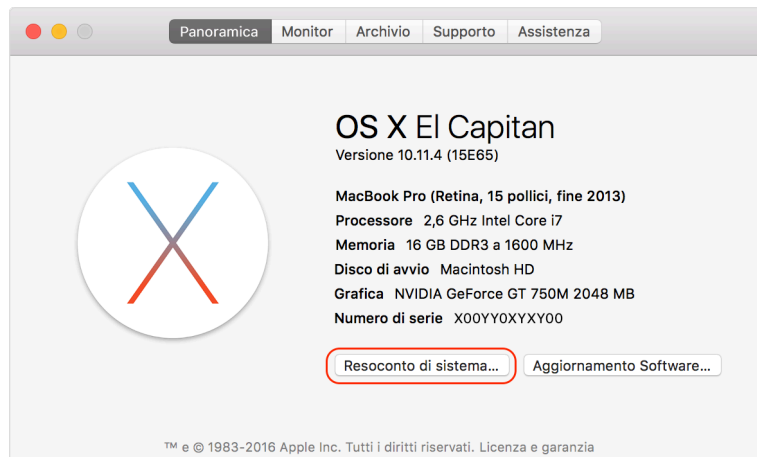 Panoramica Monitor Archivio Supporto Assistenza
OS X El Capitan
Versione 10.11.4 (15E65)
MacBook Pro (Retina, 15 pollici, fine 2013)
Processore 2,6 GHz Intel Core i7
Memoria 16 GB DDR3 a 1600 MHz
Disco di avvio Macintosh HD
Grafica NVIDIA GeForce GT 750M 2048 MB
Numero di serie X00YY0XYXY00
Resoconto di sistema... Aggiornamento Software...
™ e © 1983-2016 Apple Inc. Tutti i diritti riservati. Licenza e garanzia